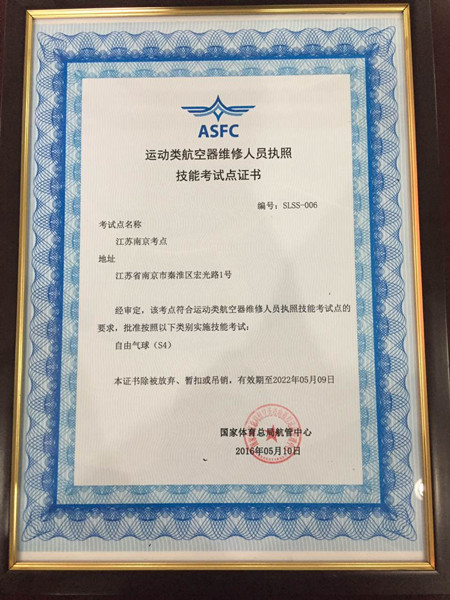 ASFC
运动类航空器维修人员执照
技能考试点证书
编号：SLSS-006
考试点名称
江苏南京考点
地址
江苏省南京市秦淮区宏光路1号
经审定，该考点符合运动类航空器维修人员执照技能考试点的
要求，批准按照以下类别实施技能考试：
自由气球（S4）
本证书除被放弃、暂扣或吊销，有效期至2022年05月09日
国家体育总局航管中心
2016年05月10日